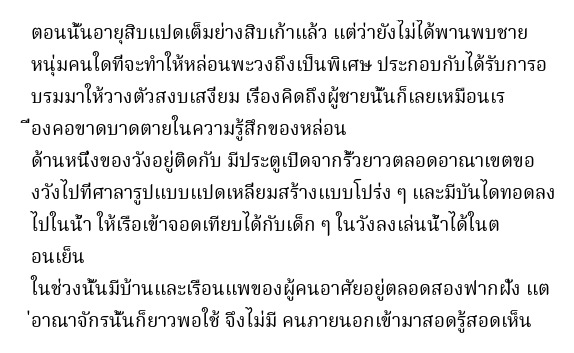 ตอนนั้นอายุสิบแปดเต็มย่างสิบเก้าแล้ว แต่ว่ายังไม่ได้พานพบชาย
หนุ่มคนใดที่จะทำให้หล่อนพะวงถึงเป็นพิเศษ ประกอบกับได้รับการอ
บรมมาให้วางตัวสงบเสงี่ยม เรื่องคิดถึงผู้ชายนั้นก็เลยเหมือนเร
ื่องคอขาดบาดตายในความรู้สึกของหล่อน
ด้านหนึ่งของวังอยู่ติดกับ มีประตูเปิดจากรั้วยาวตลอดอาณาเขตขอ
งวังไปที่ศาลารูปแบบแปดเหลี่ยมสร้างแบบโปร่ง ๆ และมีบันไดทอดลง
ไปในน้ำ ให้เรือเข้าจอดเทียบได้กับเด็ก ๆ ในวังลงเล่นน้ำได้ในต
อนเย็น
ในช่วงนั้นมีบ้านและเรือนแพของผู้คนอาศัยอยู่ตลอดสองฟากฝั่ง แต
่อาณาจักรนั้นก็ยาวพอใช้ จึงไม่มี คนภายนอกเข้ามาสอดรู้สอดเห็น